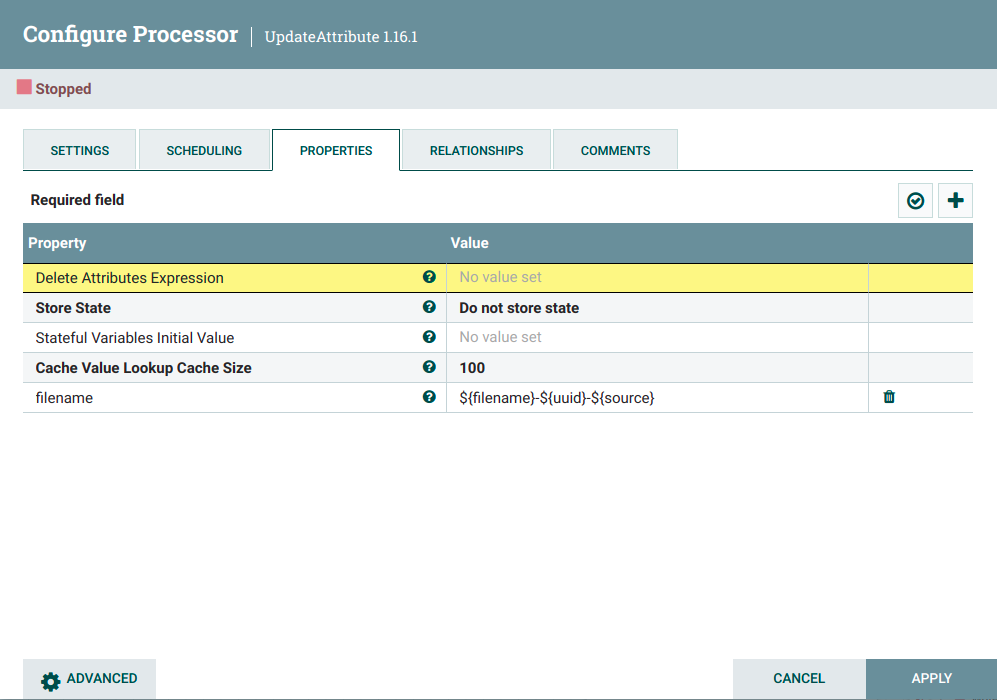 Configure Processor | UpdateAttribute 1.16.1
Stopped
SETTINGS SCHEDULING PROPERTIES RELATIONSHIPS COMMENTS
Required field
Property Value
Delete Attributes Expression No value set
Store State Do not store state
Stateful Variables Initial Value No value set
Cache Value Lookup Cache Size 100
filename ${filename}-${uuid}-${source}
ADVANCED CANCEL APPLY